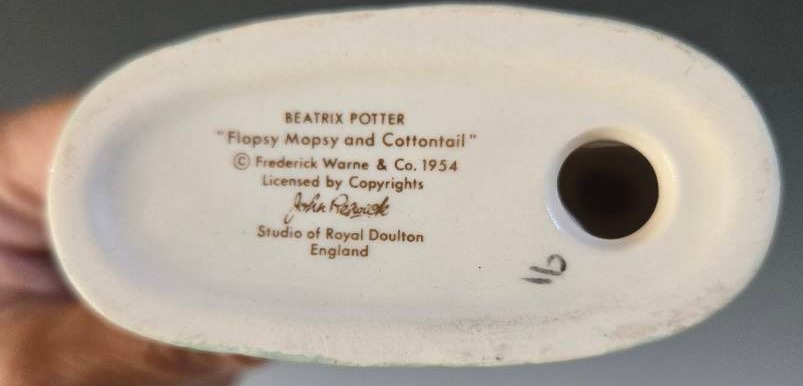 BEATRIX POTTER
"Flopsy Mopsy and Cottontail"
© Frederick Warne & Co. 1954
Licensed by Copyrights
John Beswick
Studio of Royal Doulton
England